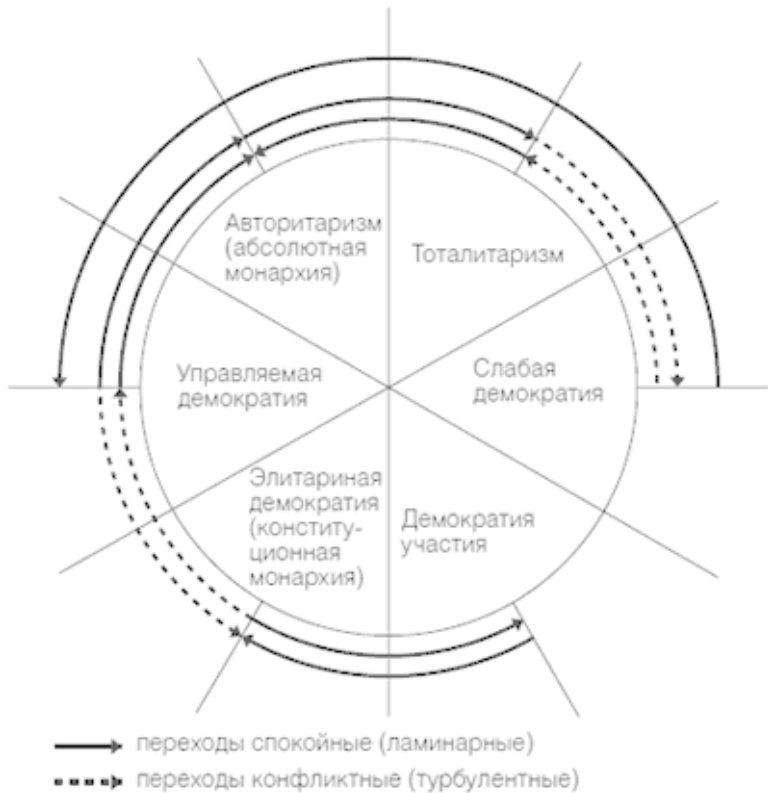 Авторитаризм
(абсолютная
монархия)
Тоталитаризм
Управляемая
демократия
Слабая
демократия
Элитариная
демократия
(конститу-
ционная
монархия)
Демократия
участия
переходы спокойные (ламинарные)
переходы конфликтные (турбулентные)